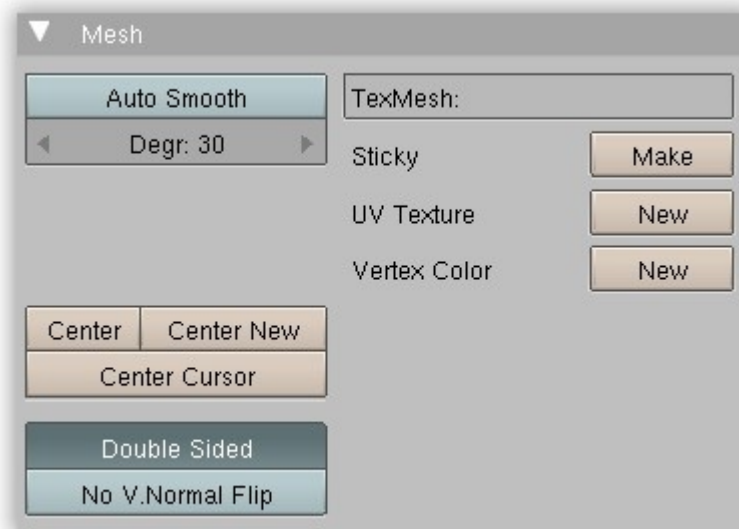 Mesh
Auto Smooth
Degr: 30
TexMesh:
Sticky
Make
UV Texture
New
Vertex Color
New
Center
Center New
Center Cursor
Double Sided
No V.Normal Flip